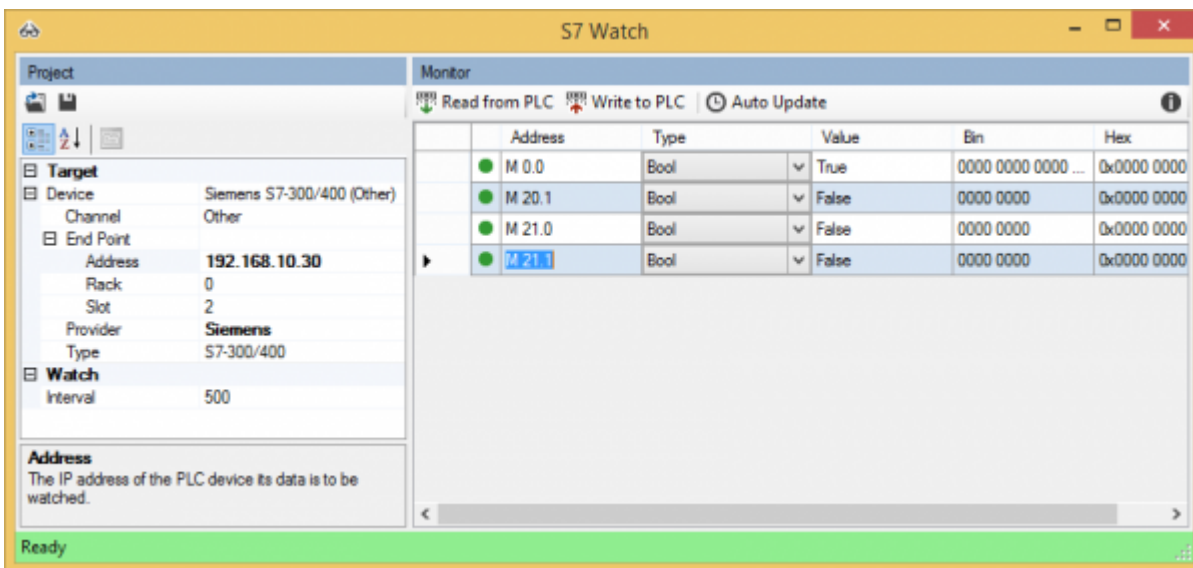 S7 Watch
Project
Monitor
Read from PLC Write to PLC Auto Update
Address Type Value Bin Hex
M 0.0 Bool True 0000 0000 0000 ... 0x0000 0000
M 20.1 Bool False 0000 0000 0x0000 0000
M 21.0 Bool False 0000 0000 0x0000 0000
M 21.1 Bool False 0000 0000 0x0000 0000
Target
Device Siemens S7-300/400 (Other)
Channel Other
End Point
Address 192.168.10.30
Rack 0
Slot 2
Provider Siemens
Type S7-300/400
Watch
Interval 500
Address
The IP address of the PLC device its data is to be
watched.
Ready